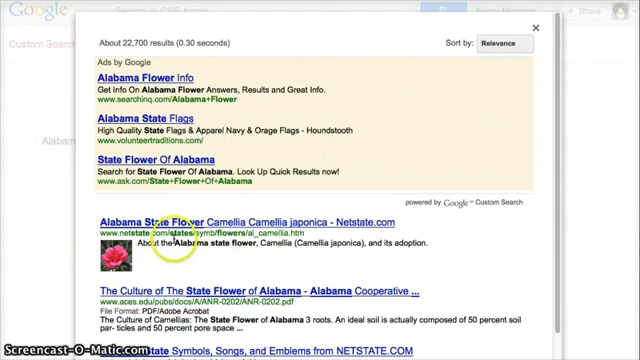 Google
Search in CSE home
+ Share
Custom Search
Alabam
About 22,700 results (0.30 seconds)
Sort by: Relevance
×
Ads by Google
Alabama Flower Info
Get Info On Alabama Flower Answers, Results and Great Info.
www.searchinq.com/Alabama+Flower
Alabama State Flags
High Quality State Flags & Apparel Navy & Orage Flags - Houndstooth
www.volunteertraditions.com/
State Flower Of Alabama
Search for State Flower Of Alabama. Look Up Quick Results now!
www.ask.com/State+Flower+Of+Alabama
powered by Google™ Custom Search
Alabama State Flower Camellia Camellia japonica - Netstate.com
www.netstate.com/states/symb/flowers/al_camellia.htm
About the Alabama state flower, Camellia (Camellia japonica), and its adoption.
The Culture of The State Flower of Alabama - Alabama Cooperative ...
www.aces.edu/pubs/docs/A/ANR-0202/ANR-0202.pdf
File Format: PDF/Adobe Acrobat
The Culture of Camellias: The State Flower of Alabama 3 roots. An ideal soil is actually composed of 50 percent soil
par- ticles and 50 percent pore space ...
State Symbols, Songs, and Emblems from NETSTATE.COM
Screencast-O-Matic.com